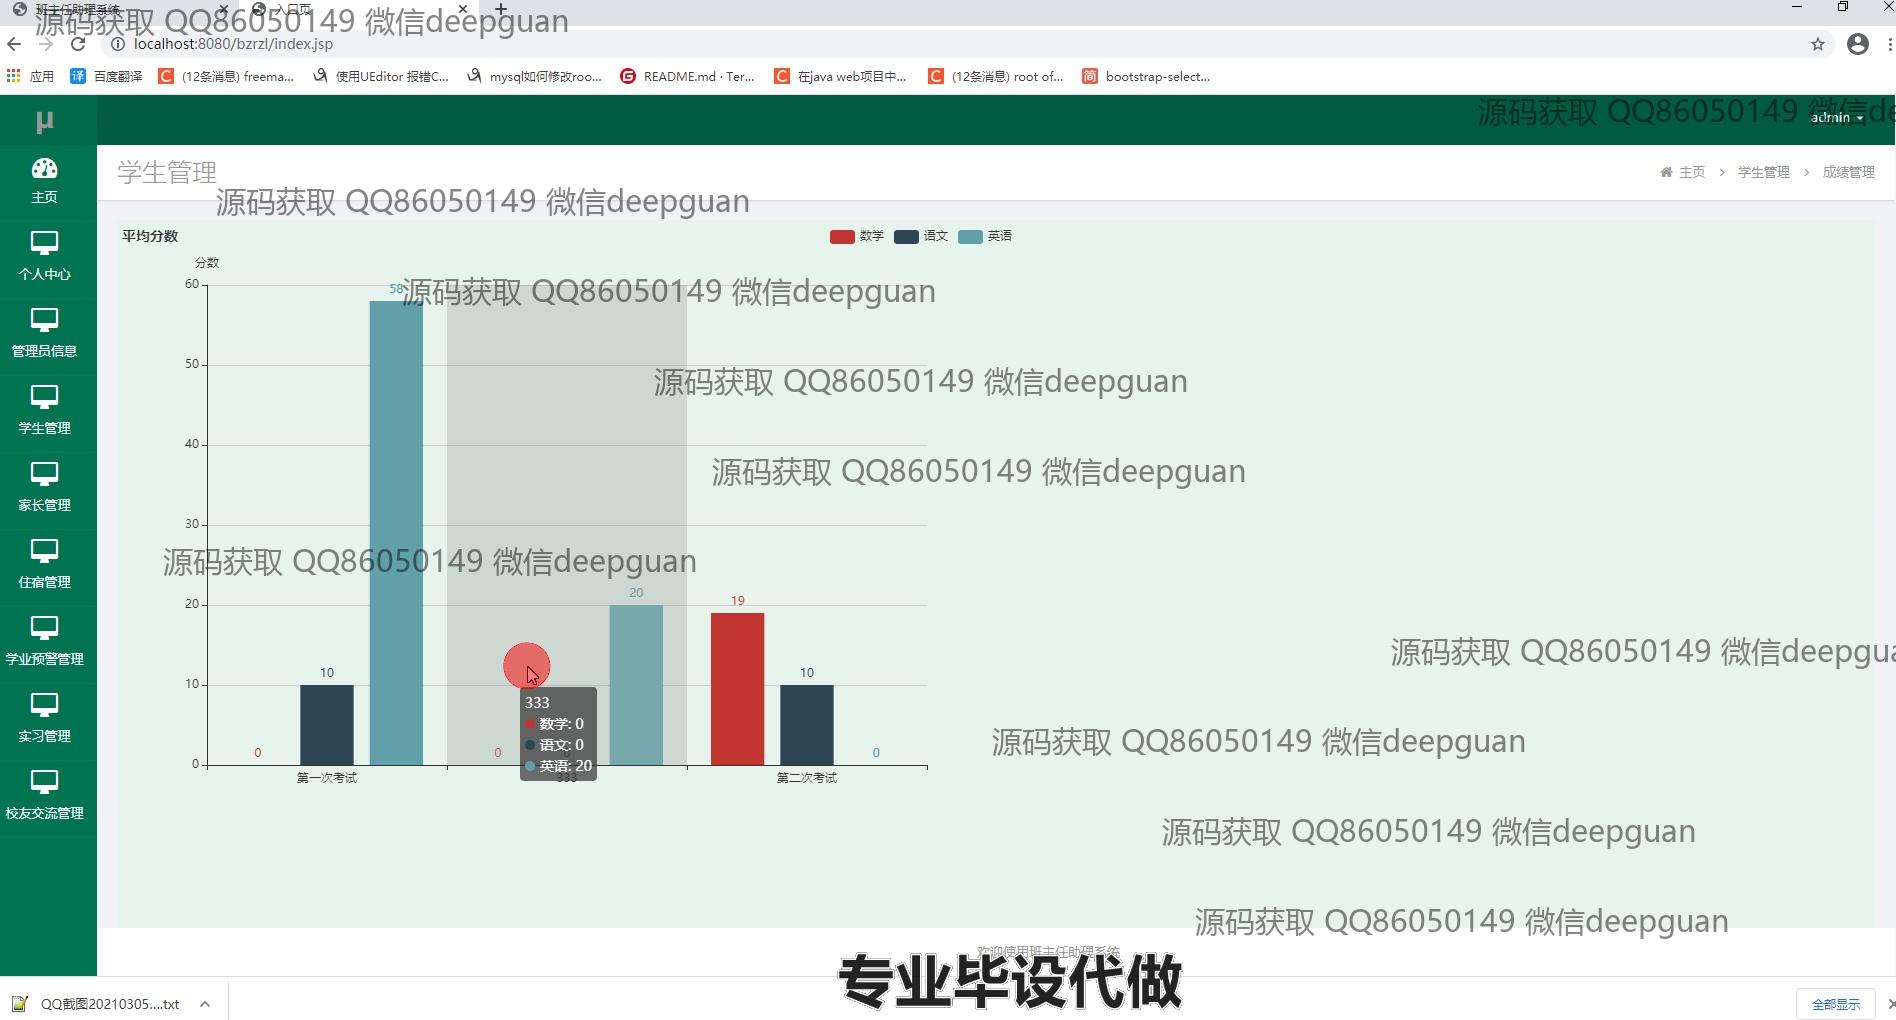 班主任助理系统
入口页
源码获取 QQ86050149 微信deepguan
localhost:8080/bzrzl/index.jsp
应用 百度翻译 (12条消息) freema... 使用UEditor 报错C... mysql如何修改roo... README.md · Ter... 在java web项目中... (12条消息) root of... bootstrap-select...
μ
源码获取 QQ86050149 微信de
admin
学生管理
主页 > 学生管理 > 成绩管理
源码获取 QQ86050149 微信deepguan
主页
个人中心
管理员信息
学生管理
家长管理
住宿管理
学业预警管理
实习管理
校友交流管理
平均分数
数学 语文 英语
分数
60
50
40
30
20
10
0
58
源码获取 QQ86050149 微信deepguan
源码获取 QQ86050149 微信deepguan
源码获取 QQ86050149 微信deepguan
源码获取 QQ86050149 微信deepguan
20
19
源码获取 QQ86050149 微信deepgua
10
10
333
数学: 0
语文: 0
英语: 20
源码获取 QQ86050149 微信deepguan
0
0
0
第一次考试
333
第二次考试
源码获取 QQ86050149 微信deepguan
源码获取 QQ86050149 微信deepguan
欢迎使用班主任助理系统
专业毕设代做
QQ截图20210305....txt
全部显示